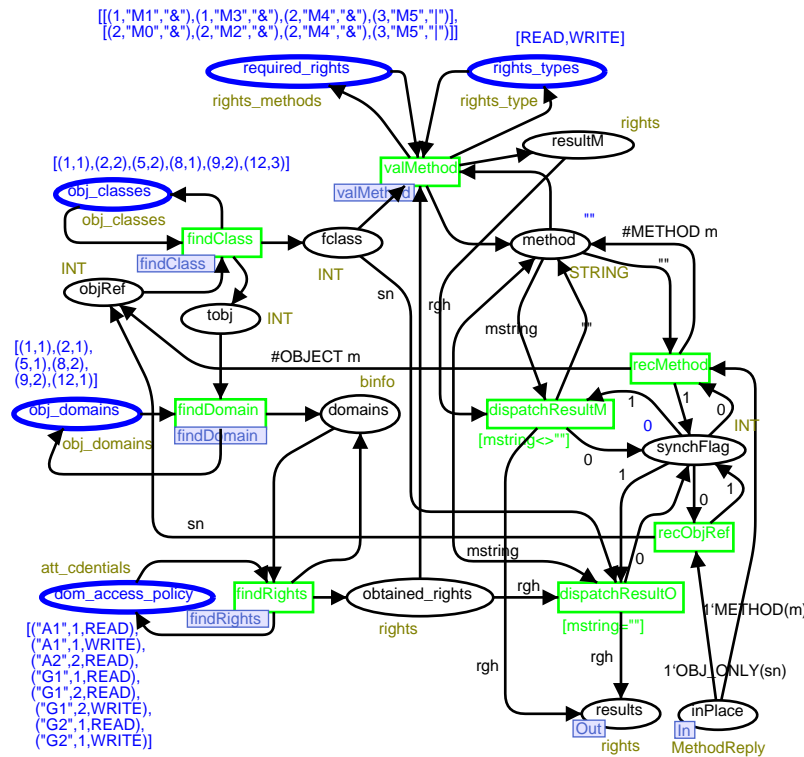 [[(1,"M1","&"),(1,"M3","&"),(2,"M4","&"),(3,"M5","|")],
[(2,"M0","&"),(2,"M2","&"),(2,"M4","&"),(3,"M5","|")]]
[READ,WRITE]
required_rights
rights_types
rights_methods
rights_type
rights
resultM
[(1,1),(2,2),(5,2),(8,1),(9,2),(12,3)]
valMethod
valMethod
obj_classes
obj_classes
""
#METHOD m
findClass
fclass
method
""
findClass
INT
INT
STRING
objRef
sn
rgh
tobj
INT
mstring
""
[(1,1),(2,1),
(5,1),(8,2),
(9,2),(12,1)]
#OBJECT m
recMethod
binfo
obj_domains
findDomain
domains
dispatchResultM
1
1
0
findDomain
obj_domains
[mstring<>""]
0
INT
0
synchFlag
1
1
0
sn
recObjRef
att_cdentials
mstring
0
dom_access_policy
findRights
obtained_rights
rgh
dispatchResultO
findRights
rights
[mstring=""]
1‘METHOD(m)
[("A1",1,READ),
("A1",1,WRITE),
("A2",2,READ),
("G1",1,READ),
("G1",2,READ),
("G1",2,WRITE),
("G2",1,READ),
("G2",1,WRITE)]
rgh
rgh
1‘OBJ_ONLY(sn)
results
inPlace
Out
In
rights
MethodReply